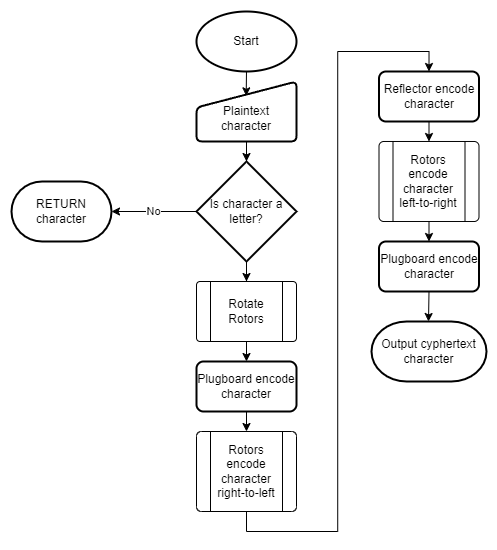 Start
Plaintext
character
Is character a
letter?
No
RETURN
character
Rotate
Rotors
Plugboard encode
character
Rotors
encode
character
right-to-left
Reflector encode
character
Rotors
encode
character
left-to-right
Plugboard encode
character
Output cyphertext
character